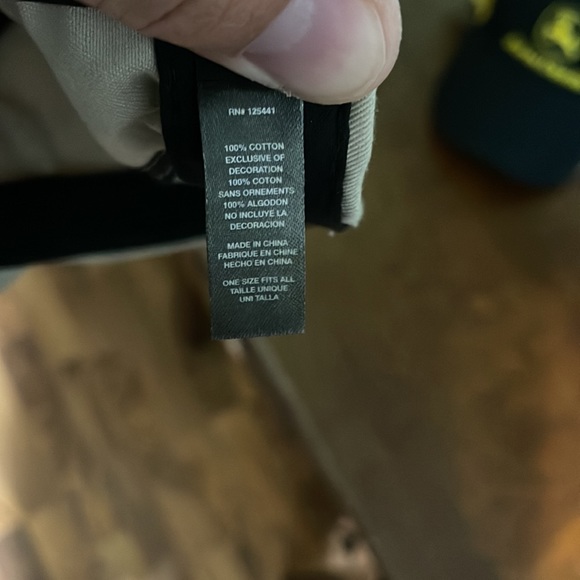 RN# 125441
100% COTTON
EXCLUSIVE OF
DECORATION
100% COTON
SANS ORNEMENTS
100% ALGODON
NO INCLUYE LA
DECORACION
MADE IN CHINA
FABRIQUE EN CHINE
HECHO EN CHINA
ONE SIZE FITS ALL
TAILLE UNIQUE
UNI TALLA